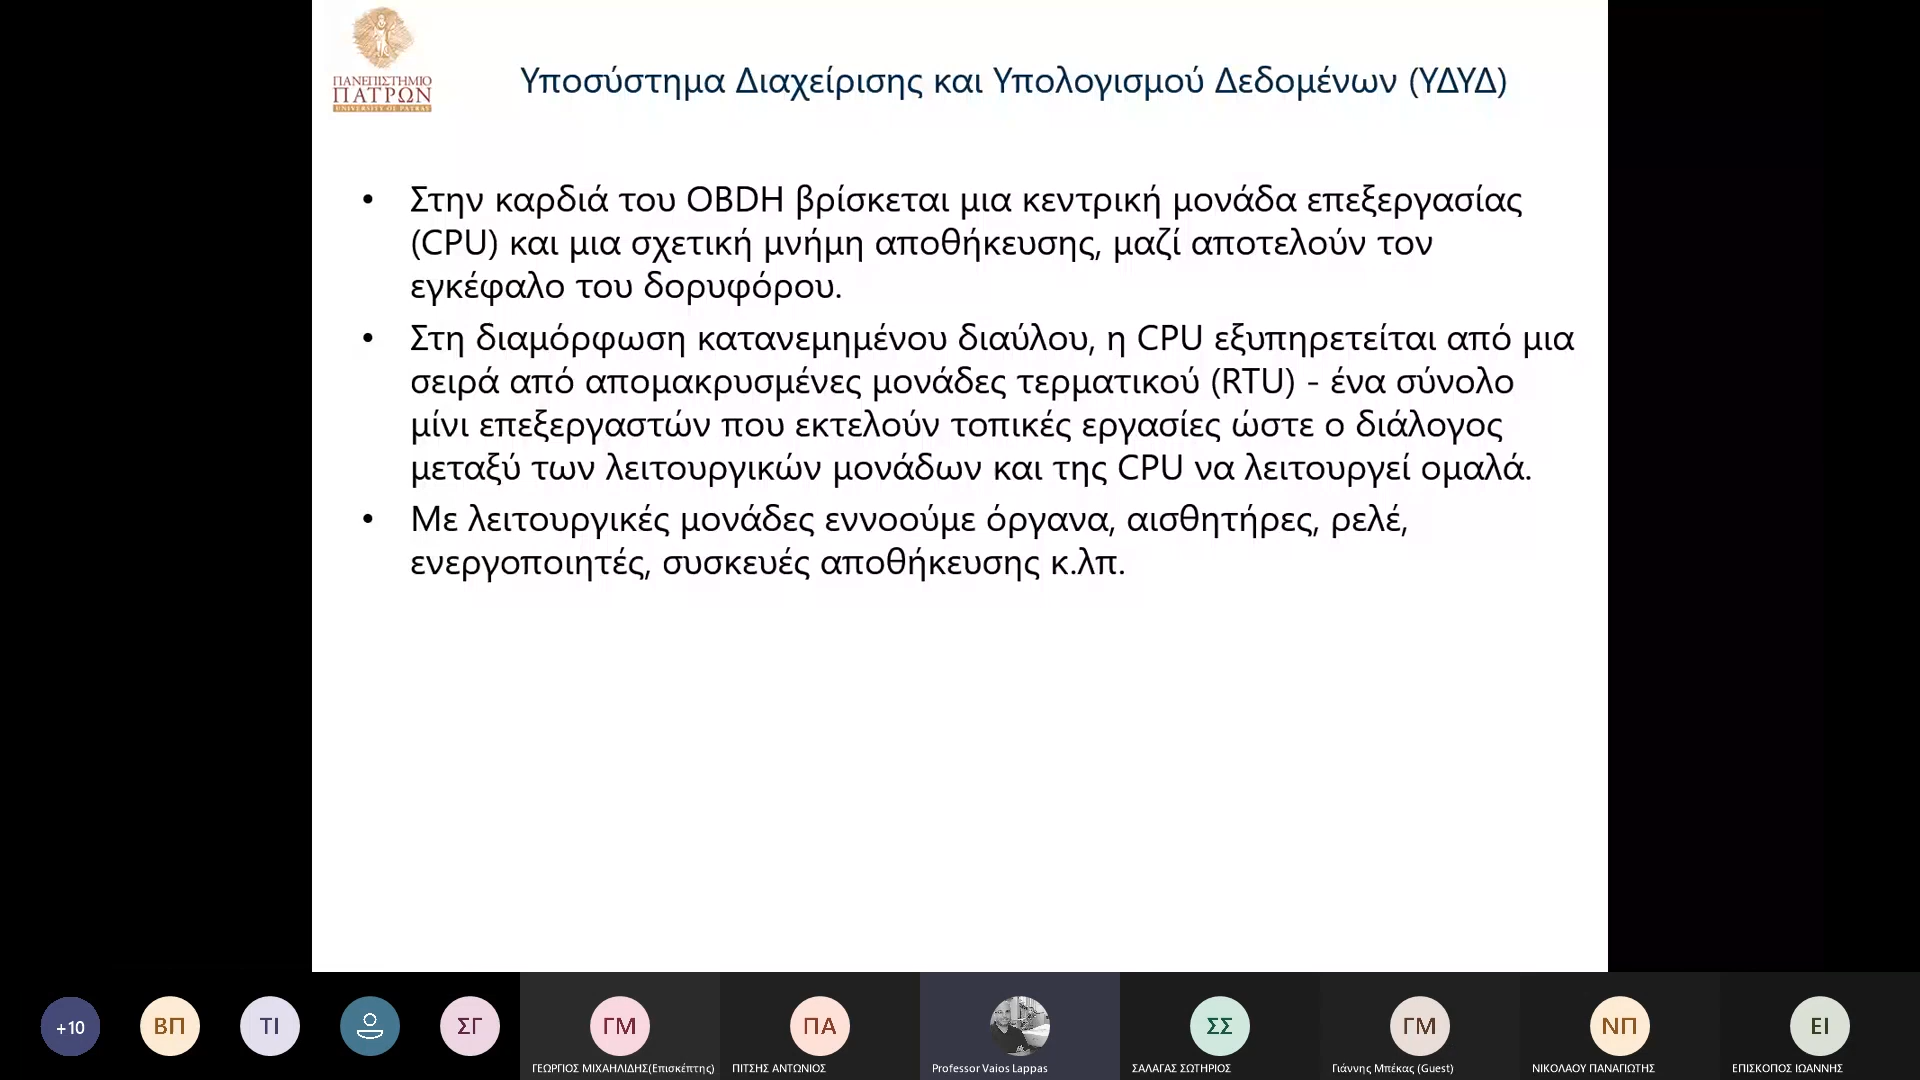 ΠΑΝΕΠΙΣΤΗΜΙΟ
ΠΑΤΡΩΝ
UNIVERSITY OF PATRAS
Υποσύστημα Διαχείρισης και Υπολογισμού Δεδομένων (ΥΔΥΔ)
• Στην καρδιά του OBDH βρίσκεται μια κεντρική μονάδα επεξεργασίας
(CPU) και μια σχετική μνήμη αποθήκευσης, μαζί αποτελούν τον
εγκέφαλο του δορυφόρου.
• Στη διαμόρφωση κατανεμημένου διαύλου, η CPU εξυπηρετείται από μια
σειρά από απομακρυσμένες μονάδες τερματικού (RTU) - ένα σύνολο
μίνι επεξεργαστών που εκτελούν τοπικές εργασίες ώστε ο διάλογος
μεταξύ των λειτουργικών μονάδων και της CPU να λειτουργεί ομαλά.
• Με λειτουργικές μονάδες εννοούμε όργανα, αισθητήρες, ρελέ,
ενεργοποιητές, συσκευές αποθήκευσης κ.λπ.
+10
ΒΠ
ΤΙ
ΣΓ
ΓΜ
ΠΑ
ΣΣ
ΓΜ
ΝΠ
ΕΙ
ΓΕΩΡΓΙΟΣ ΜΙΧΑΗΛΙΔΗΣ(Επισκέπτης)
ΠΙΤΣΗΣ ΑΝΤΩΝΙΟΣ
Professor Vaios Lappas
ΣΑΛΑΓΑΣ ΣΩΤΗΡΙΟΣ
Γιάννης Μπέκας (Guest)
ΝΙΚΟΛΑΟΥ ΠΑΝΑΓΙΩΤΗΣ
ΕΠΙΣΚΟΠΟΣ ΙΩΑΝΝΗΣ